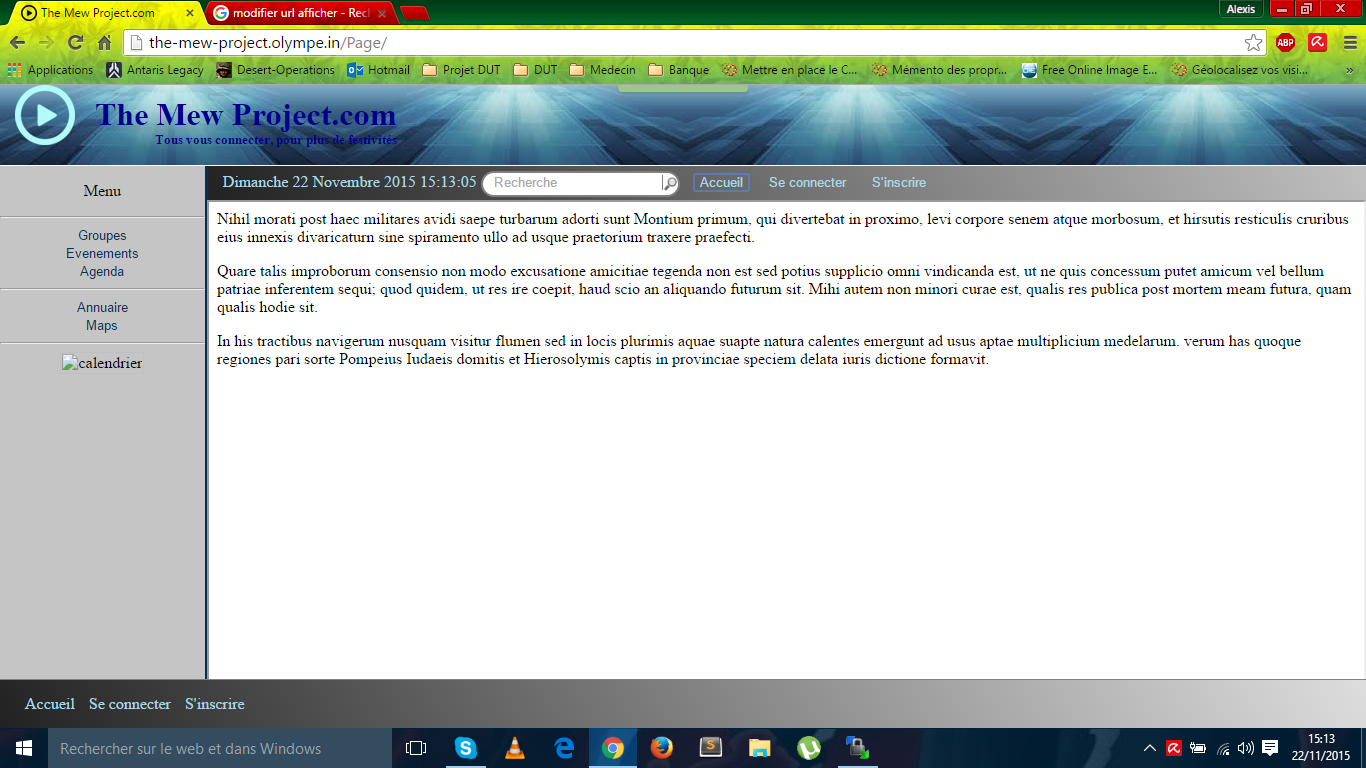 The Mew Project.com
modifier url afficher - Recl
Alexis
the-mew-project.olympe.in/Page/
ABP
Applications
Antaris Legacy
Desert-Operations
Hotmail
Projet DUT
DUT
Medecin
Banque
Mettre en place le C...
Mémento des propr...
Free Online Image E...
Géolocalisez vos visi...
»
The Mew Project.com
Tous vous connecter, pour plus de festivités
Menu
Groupes
Evenements
Agenda
Annuaire
Maps
calendrier
Dimanche 22 Novembre 2015 15:13:05
Recherche
Accueil
Se connecter
S'inscrire
Nihil morati post haec militares avidi saepe turbarum adorti sunt Montium primum, qui divertebat in proximo, levi corpore senem atque morbosum, et hirsutis resticulis cruribus
eius innexis divaricaturn sine spiramento ullo ad usque praetorium traxere praefecti.
Quare talis improborum consensio non modo excusatione amicitiae tegenda non est sed potius supplicio omni vindicanda est, ut ne quis concessum putet amicum vel bellum
patriae inferentem sequi; quod quidem, ut res ire coepit, haud scio an aliquando futurum sit. Mihi autem non minori curae est, qualis res publica post mortem meam futura, quam
qualis hodie sit.
In his tractibus navigerum nusquam visitur flumen sed in locis plurimis aquae suapte natura calentes emergunt ad usus aptae multiplicium medelarum. verum has quoque
regiones pari sorte Pompeius Iudaeis domitis et Hierosolymis captis in provinciae speciem delata iuris dictione formavit.
Accueil
Se connecter
S'inscrire
Rechercher sur le web et dans Windows
15:13
22/11/2015